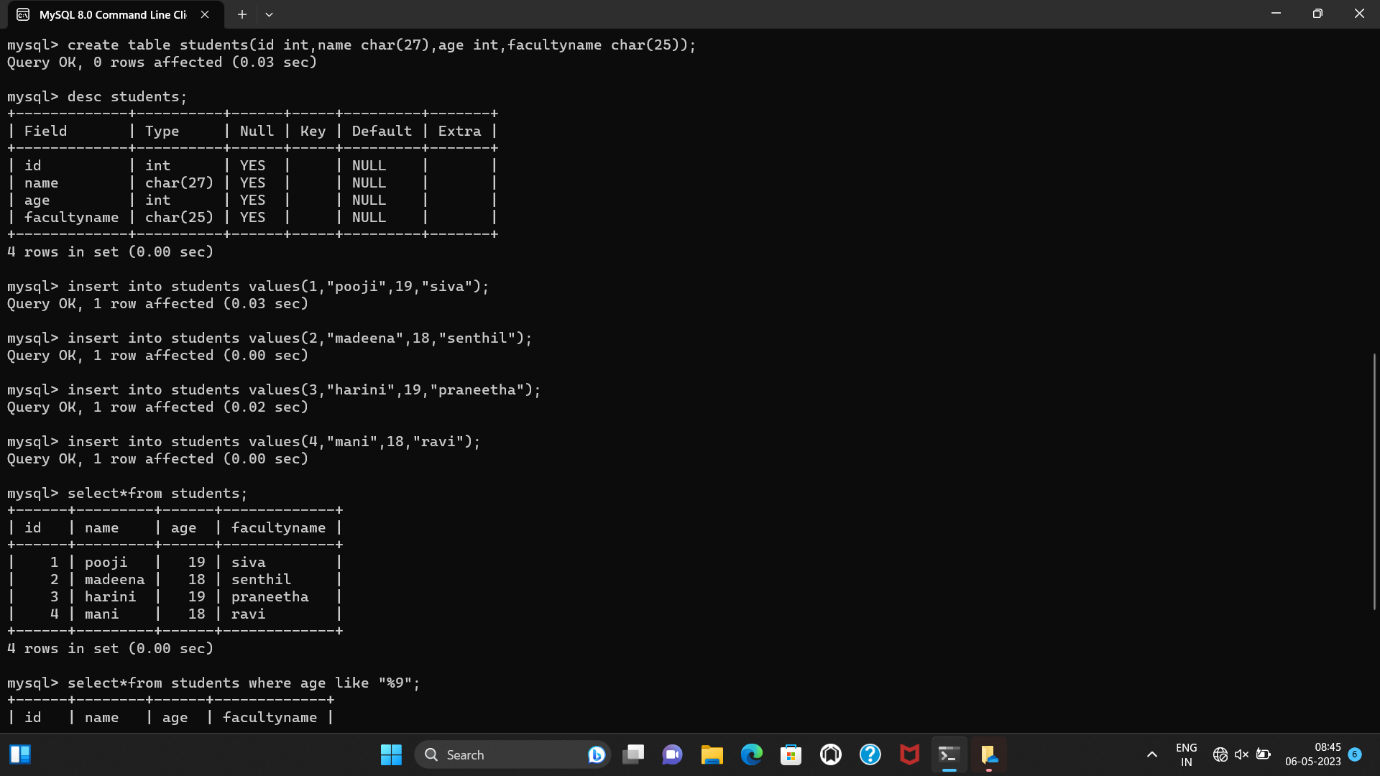 MySQL 8.0 Command Line Cli
mysql> create table students(id int,name char(27),age int,facultyname char(25));
Query OK, 0 rows affected (0.03 sec)
mysql> desc students;
+-------------+----------+------+-----+---------+-------+
| Field       | Type     | Null | Key | Default | Extra |
+-------------+----------+------+-----+---------+-------+
| id          | int      | YES  |     | NULL    |       |
| name        | char(27) | YES  |     | NULL    |       |
| age         | int      | YES  |     | NULL    |       |
| facultyname | char(25) | YES  |     | NULL    |       |
+-------------+----------+------+-----+---------+-------+
4 rows in set (0.00 sec)
mysql> insert into students values(1,"pooji",19,"siva");
Query OK, 1 row affected (0.03 sec)
mysql> insert into students values(2,"madeena",18,"senthil");
Query OK, 1 row affected (0.00 sec)
mysql> insert into students values(3,"harini",19,"praneetha");
Query OK, 1 row affected (0.02 sec)
mysql> insert into students values(4,"mani",18,"ravi");
Query OK, 1 row affected (0.00 sec)
mysql> select*from students;
+------+---------+------+-------------+
| id   | name    | age  | facultyname |
+------+---------+------+-------------+
|    1 | pooji   |   19 | siva        |
|    2 | madeena |   18 | senthil     |
|    3 | harini  |   19 | praneetha   |
|    4 | mani    |   18 | ravi        |
+------+---------+------+-------------+
4 rows in set (0.00 sec)
mysql> select*from students where age like "%9";
+------+--------+------+-------------+
| id   | name   | age  | facultyname |
Search
ENG
IN
08:45
06-05-2023
6